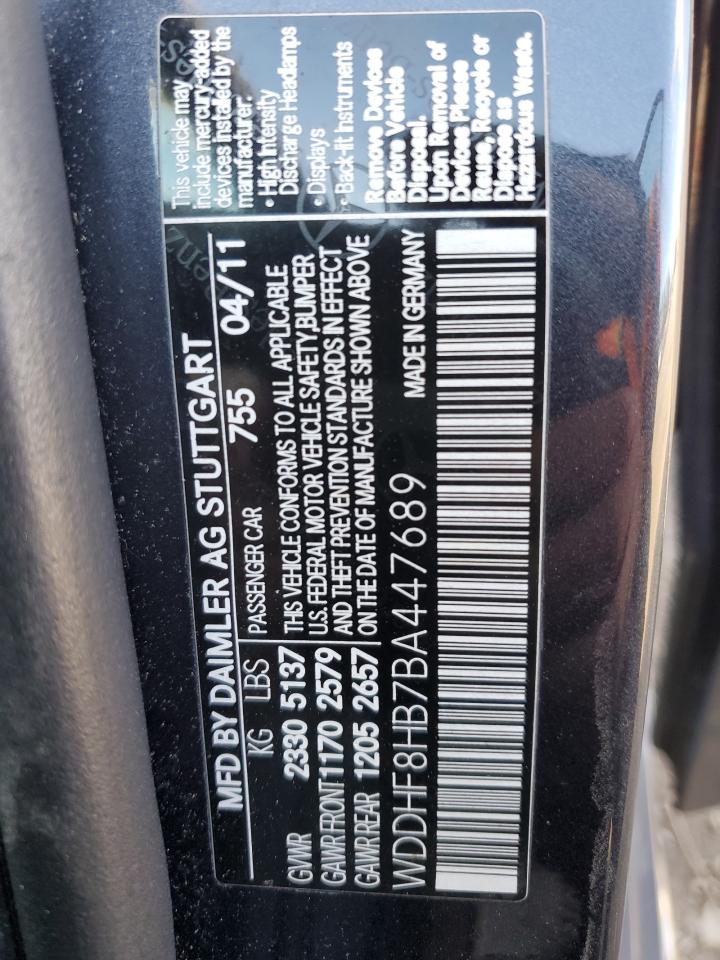 MFD BY DAIMLER AG STUTTGART
KG LBS PASSENGER CAR 755 04/11
GVWR 2330 5137 THIS VEHICLE CONFORMS TO ALL APPLICABLE
GAWR FRONT 1170 2579 U.S. FEDERAL MOTOR VEHICLE SAFETY,BUMPER
GAWR REAR 1205 2657 AND THEFT PREVENTION STANDARDS IN EFFECT
ON THE DATE OF MANUFACTURE SHOWN ABOVE
WDDHF8HB7BA447689 MADE IN GERMANY
This vehicle may
include mercury-added
devices installed by the
manufacturer:
• High Intensity
Discharge Headlamps
• Displays
• Back-lit Instruments
Remove Devices
Before Vehicle
Disposal.
Upon Removal of
Devices Please
Reuse, Recycle or
Dispose as
Hazardous Waste.